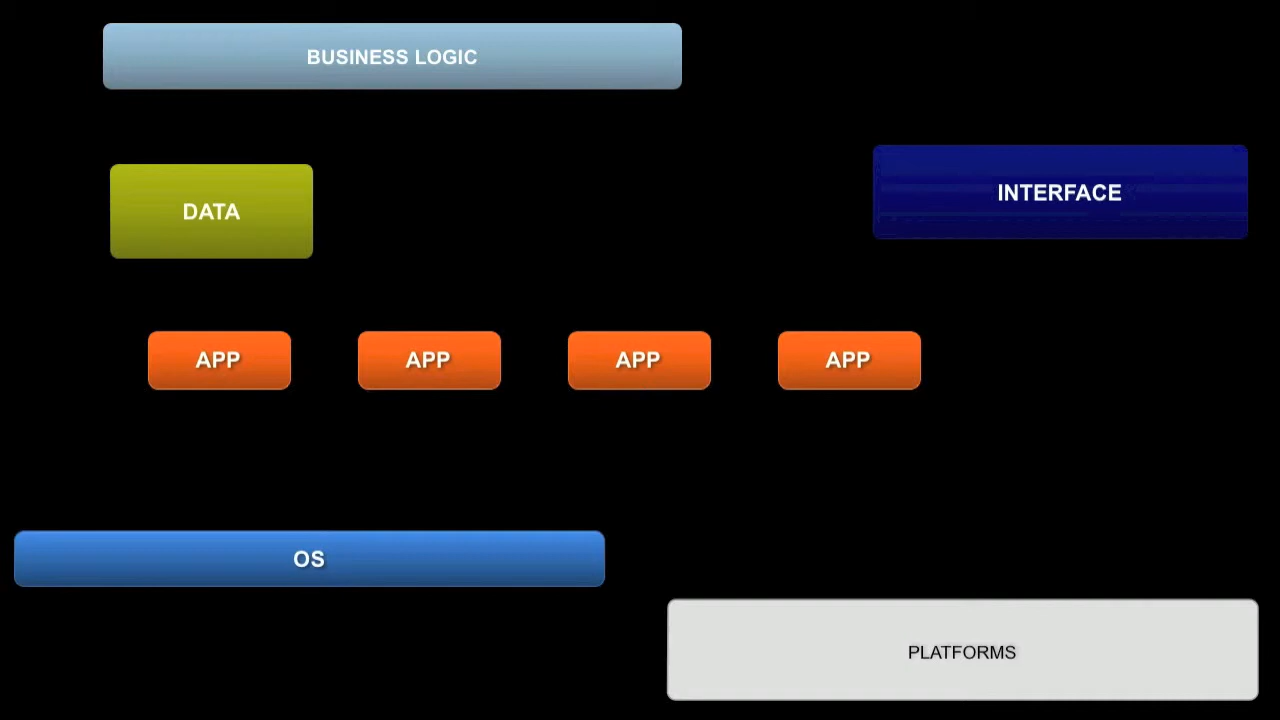 BUSINESS LOGIC
INTERFACE
DATA
APP APP APP APP
OS
PLATFORMS